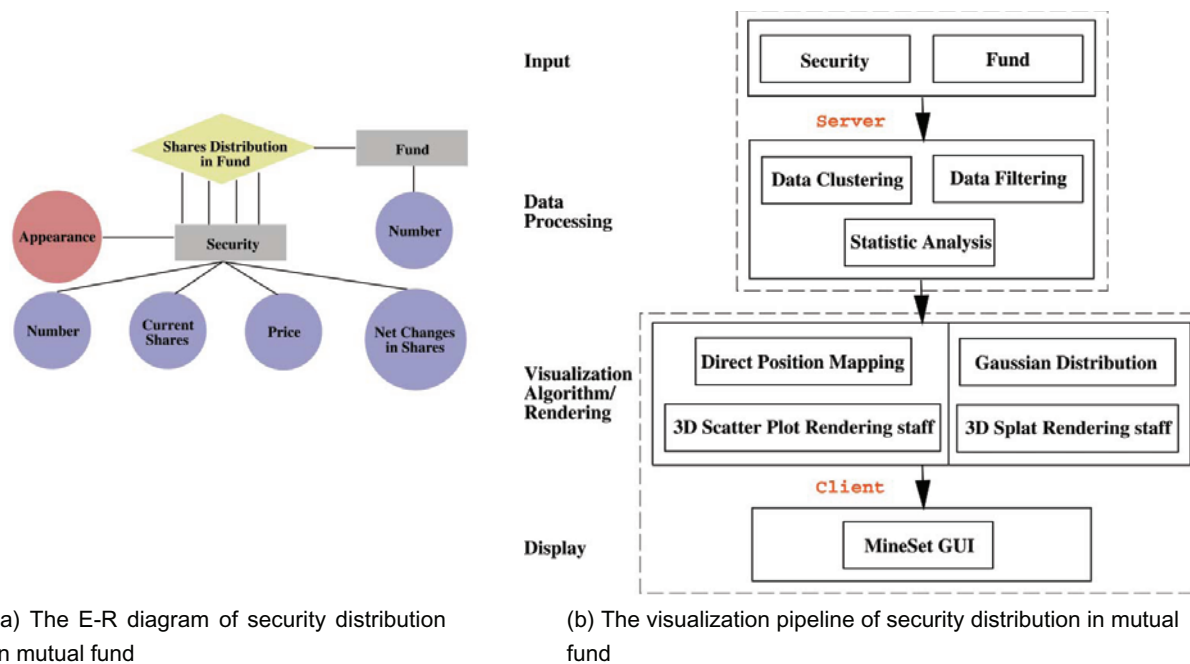 Shares Distribution
in Fund
Fund
Appearance
Security
Number
Number
Current
Shares
Price
Net Changes
in Shares
a) The E-R diagram of security distribution
n mutual fund
Input
Security
Fund
Server
Data
Processing
Data Clustering
Data Filtering
Statistic Analysis
Visualization
Algorithm/
Rendering
Direct Position Mapping
Gaussian Distribution
3D Scatter Plot Rendering staff
3D Splat Rendering staff
Client
Display
MineSet GUI
(b) The visualization pipeline of security distribution in mutual
fund